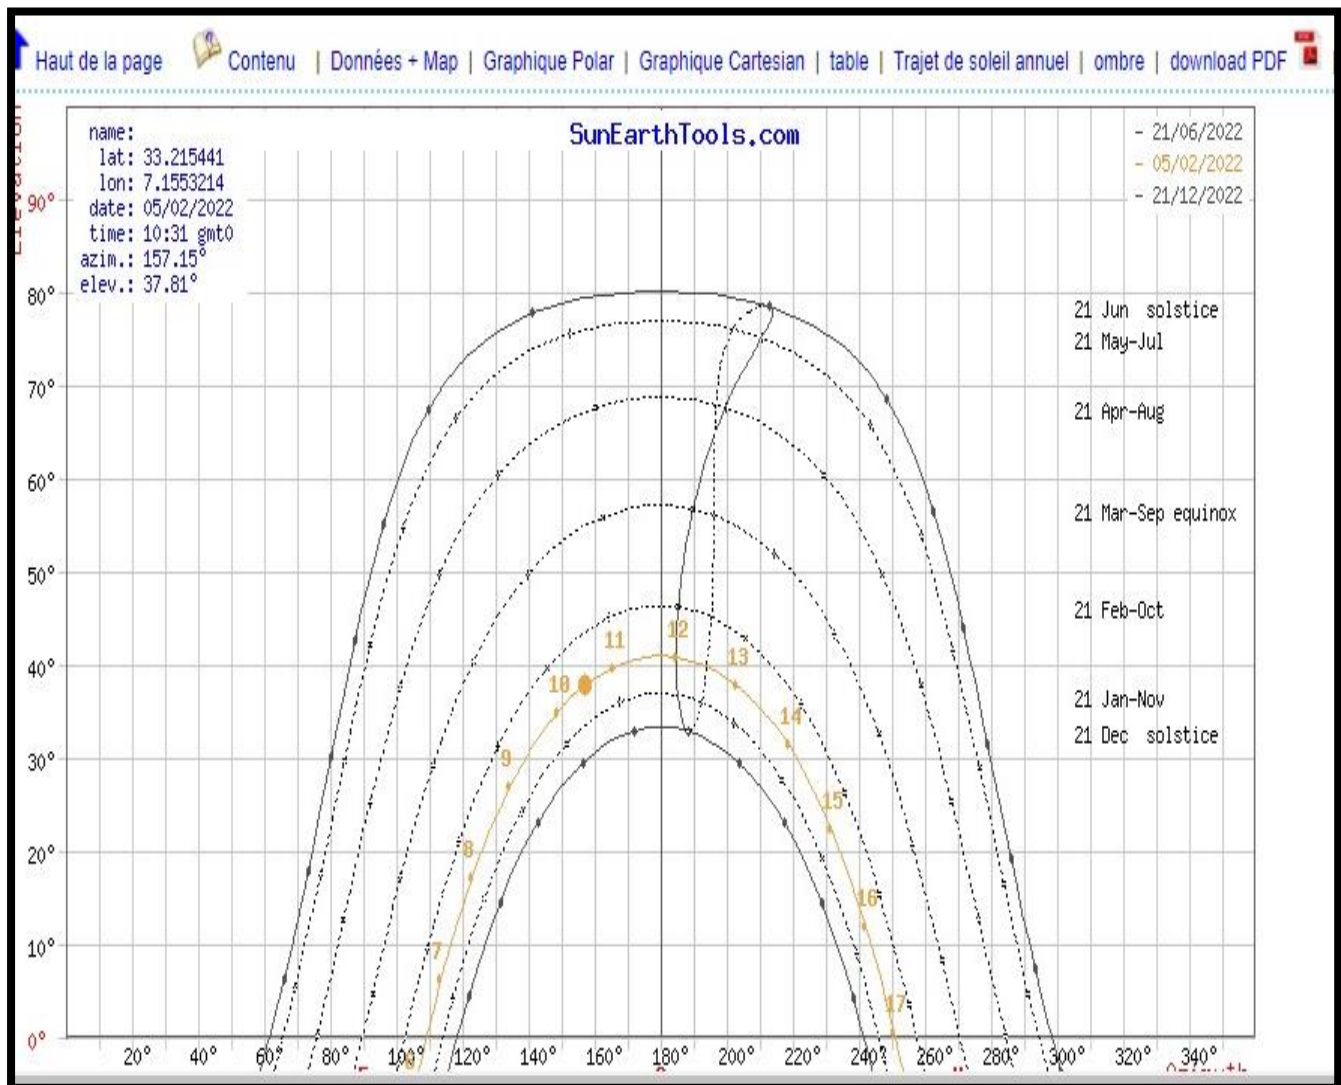 Haut de la page Contenu | Données + Map | Graphique Polar | Graphique Cartesian | table | Trajet de soleil annuel | ombre | download PDF
SunEarthTools.com
name:
lat: 33.215441
lon: 7.1553214
date: 05/02/2022
time: 10:31 gmt0
azim.: 157.15°
elev.: 37.81°
- 21/06/2022
- 05/02/2022
- 21/12/2022
90°
80°
70°
60°
50°
40°
30°
20°
10°
0°
21 Jun solstice
21 May-Jul
21 Apr-Aug
21 Mar-Sep equinox
21 Feb-Oct
21 Jan-Nov
21 Dec solstice
7
8
9
10
11
12
13
14
15
16
17
20° 40° 60° 80° 100° 120° 140° 160° 180° 200° 220° 240° 260° 280° 300° 320° 340°